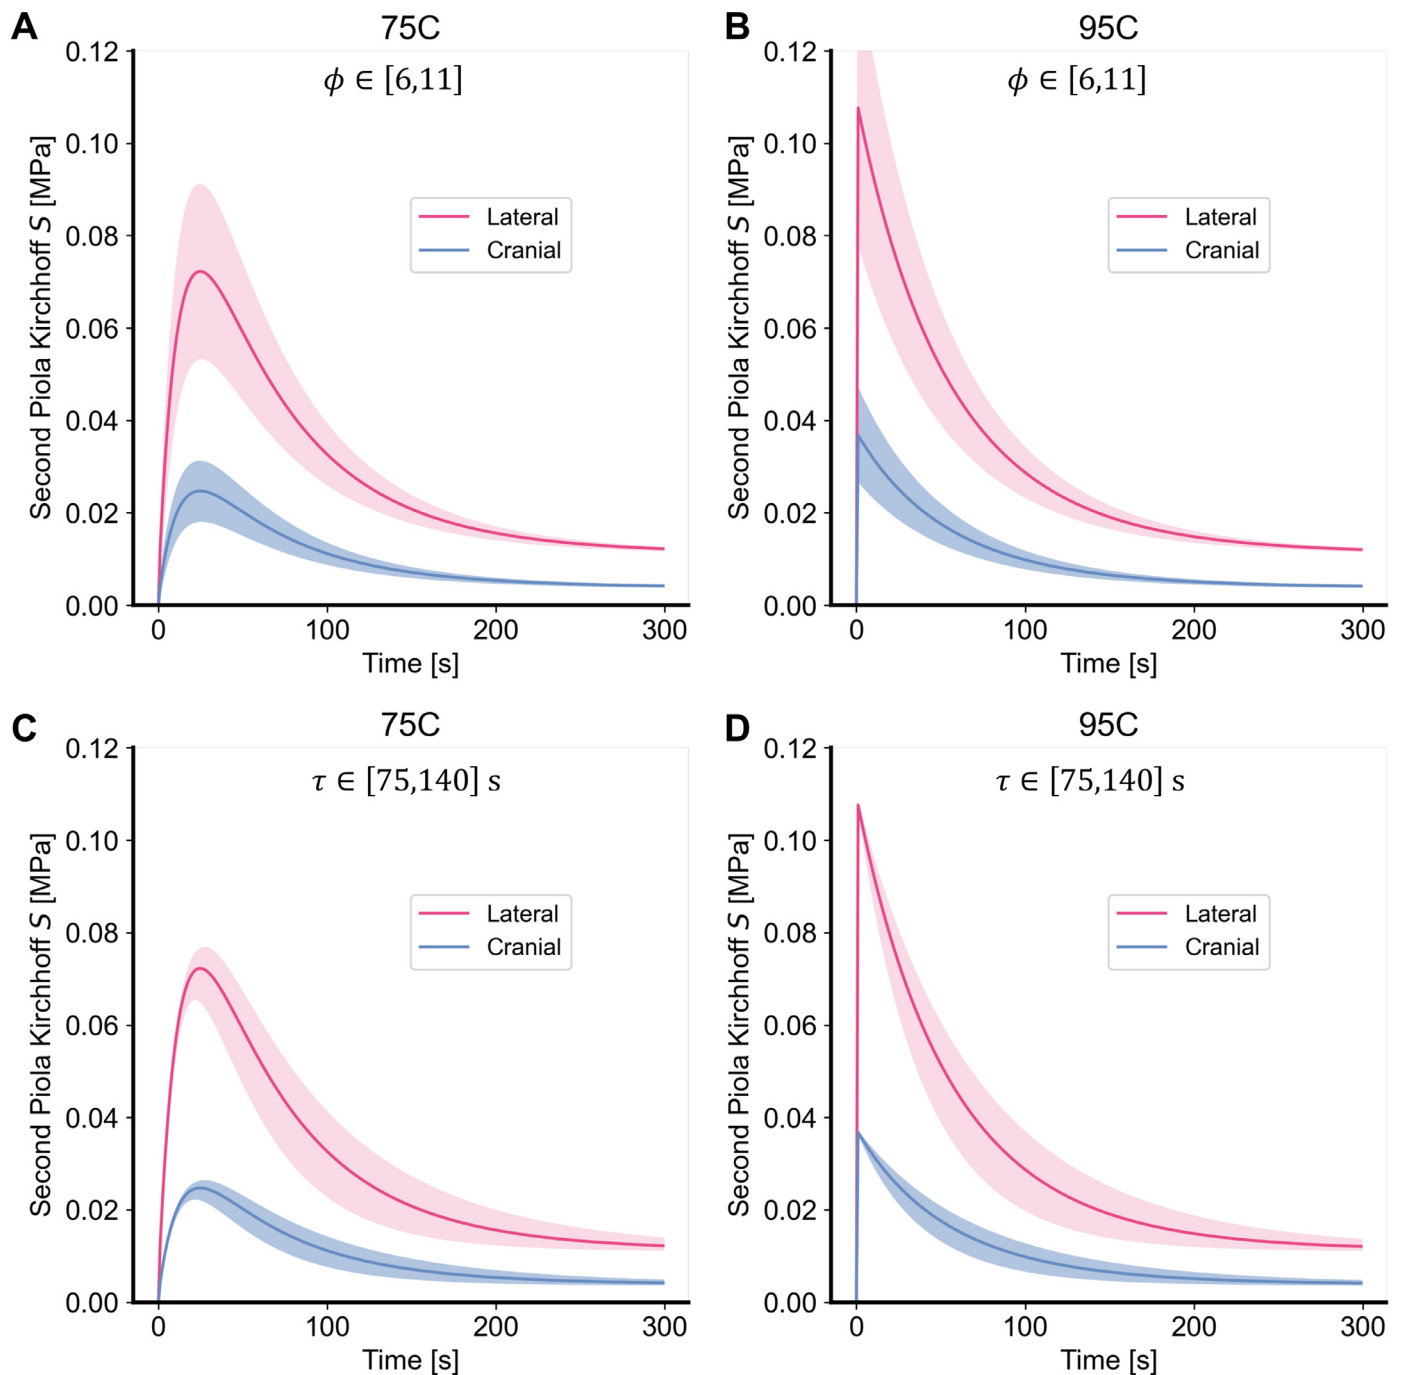 A
75C
ϕ ∈ [6,11]
Second Piola Kirchhoff S [MPa]
0.12
0.10
0.08
0.06
0.04
0.02
0.00
Lateral
Cranial
0 100 200 300
Time [s]
B
95C
ϕ ∈ [6,11]
Second Piola Kirchhoff S [MPa]
0.12
0.10
0.08
0.06
0.04
0.02
0.00
Lateral
Cranial
0 100 200 300
Time [s]
C
75C
τ ∈ [75,140] s
Second Piola Kirchhoff S [MPa]
0.12
0.10
0.08
0.06
0.04
0.02
0.00
Lateral
Cranial
0 100 200 300
Time [s]
D
95C
τ ∈ [75,140] s
Second Piola Kirchhoff S [MPa]
0.12
0.10
0.08
0.06
0.04
0.02
0.00
Lateral
Cranial
0 100 200 300
Time [s]